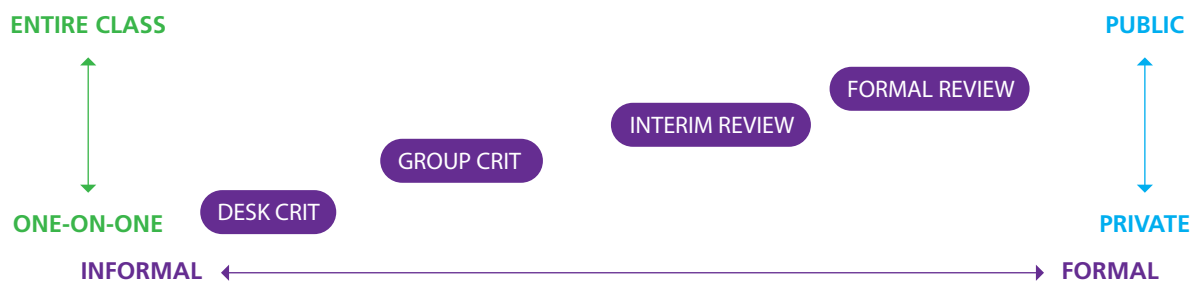 ENTIRE CLASS
PUBLIC
FORMAL REVIEW
INTERIM REVIEW
GROUP CRIT
DESK CRIT
ONE-ON-ONE
PRIVATE
INFORMAL
FORMAL